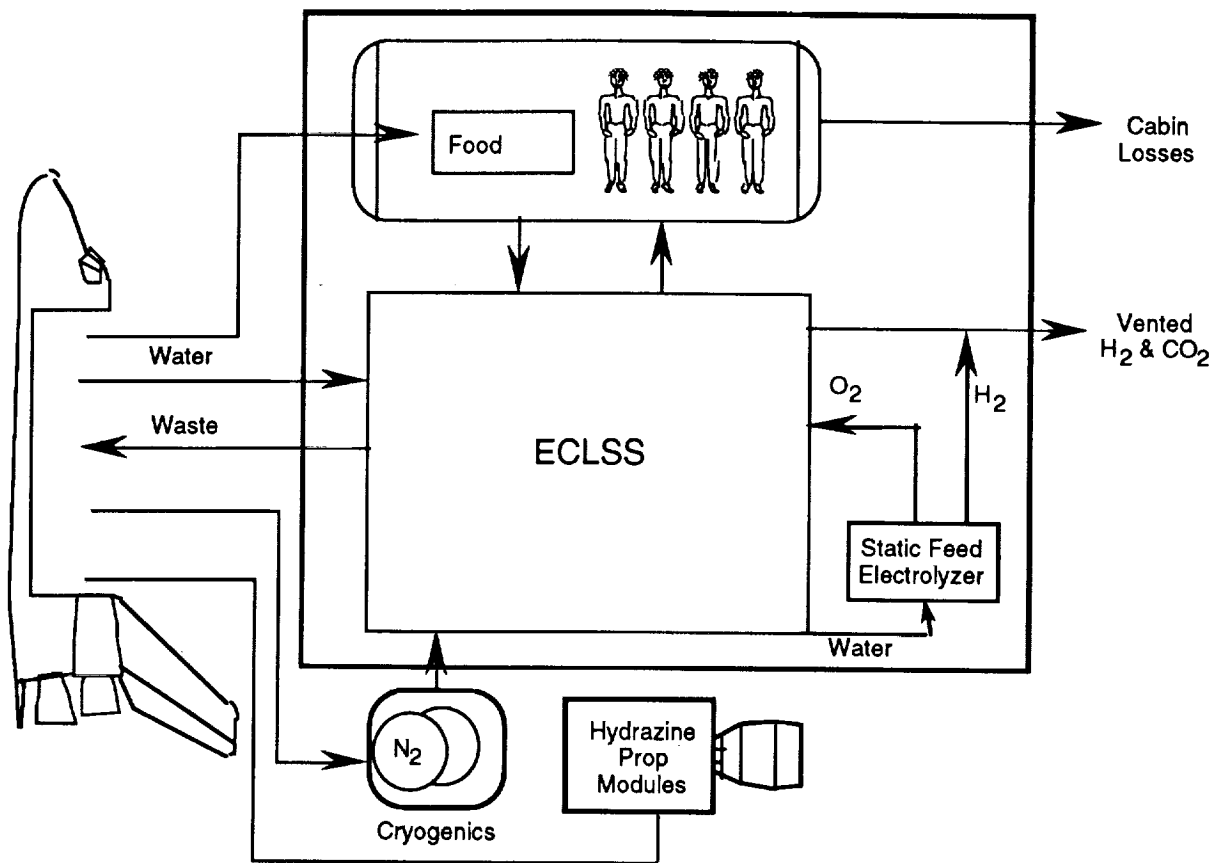 Food
Cabin
Losses
Water
Vented
H2 & CO2
O2
H2
Waste
ECLSS
Static Feed
Electrolyzer
Water
N2
Hydrazine
Prop
Modules
Cryogenics